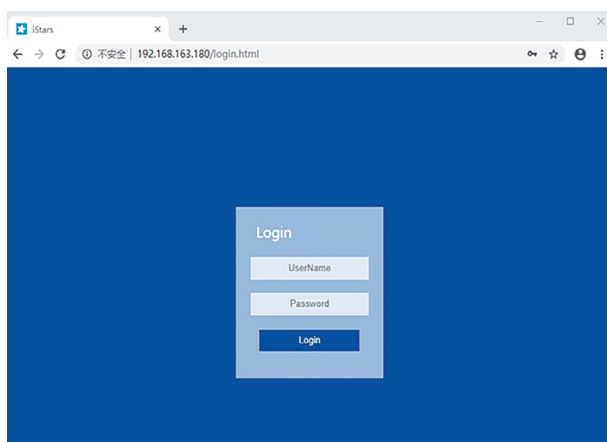 iStars
不安全 | 192.168.163.180/login.html
Login
UserName
Password
Login